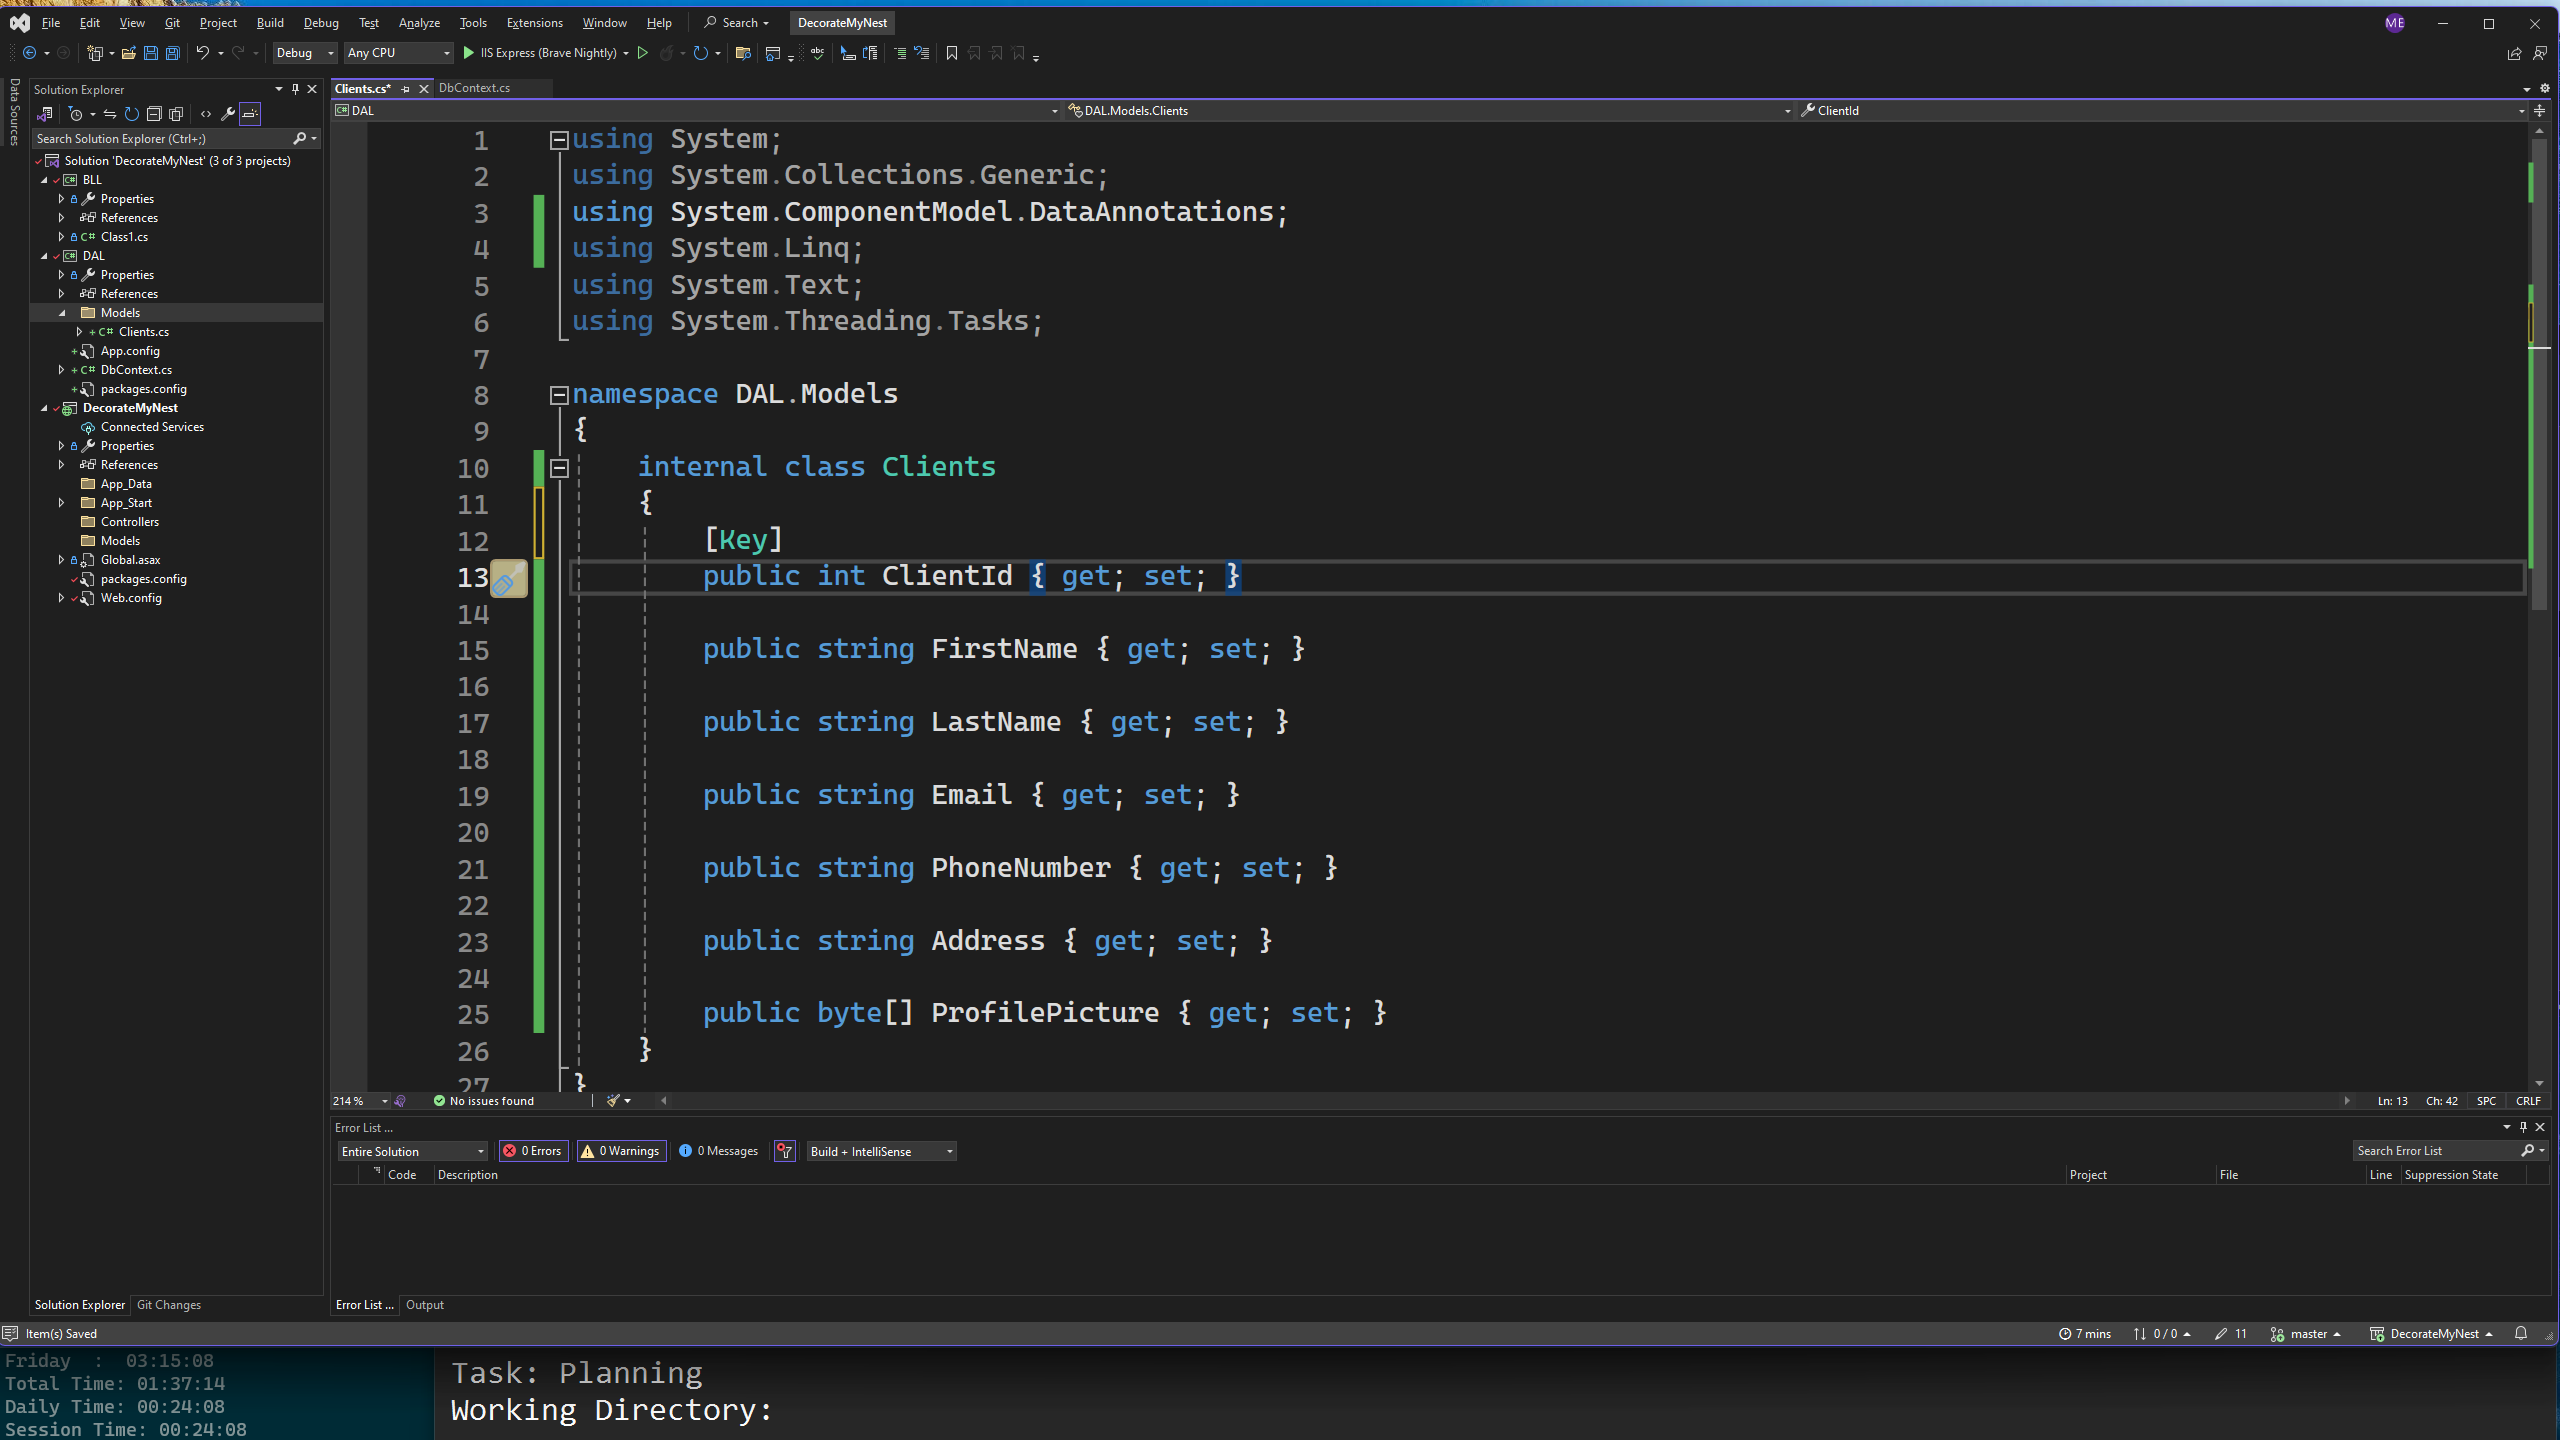 File Edit View Git Project Build Debug Test Analyze Tools Extensions Window Help Search DecorateMyNest ME
Debug Any CPU IIS Express (Brave Nightly)
Data Sources
Solution Explorer
Search Solution Explorer (Ctrl+;)
Solution 'DecorateMyNest' (3 of 3 projects)
BLL
Properties
References
C# Class1.cs
DAL
Properties
References
Models
C# Clients.cs
App.config
C# DbContext.cs
packages.config
DecorateMyNest
Connected Services
Properties
References
App_Data
App_Start
Controllers
Models
Global.asax
packages.config
Web.config
Solution Explorer Git Changes
Clients.cs* DbContext.cs
DAL DAL.Models.Clients ClientId
1 using System;
2 using System.Collections.Generic;
3 using System.ComponentModel.DataAnnotations;
4 using System.Linq;
5 using System.Text;
6 using System.Threading.Tasks;
7
8 namespace DAL.Models
9 {
10 internal class Clients
11 {
12 [Key]
13 public int ClientId { get; set; }
14
15 public string FirstName { get; set; }
16
17 public string LastName { get; set; }
18
19 public string Email { get; set; }
20
21 public string PhoneNumber { get; set; }
22
23 public string Address { get; set; }
24
25 public byte[] ProfilePicture { get; set; }
26 }
27 }
214 % No issues found Ln: 13 Ch: 42 SPC CRLF
Error List ...
Entire Solution 0 Errors 0 Warnings 0 Messages Build + IntelliSense Search Error List
Code Description Project File Line Suppression State
Error List ... Output
Item(s) Saved 7 mins 0 / 0 11 master DecorateMyNest
Friday : 03:15:08
Total Time: 01:37:14
Daily Time: 00:24:08
Session Time: 00:24:08
Task: Planning
Working Directory: